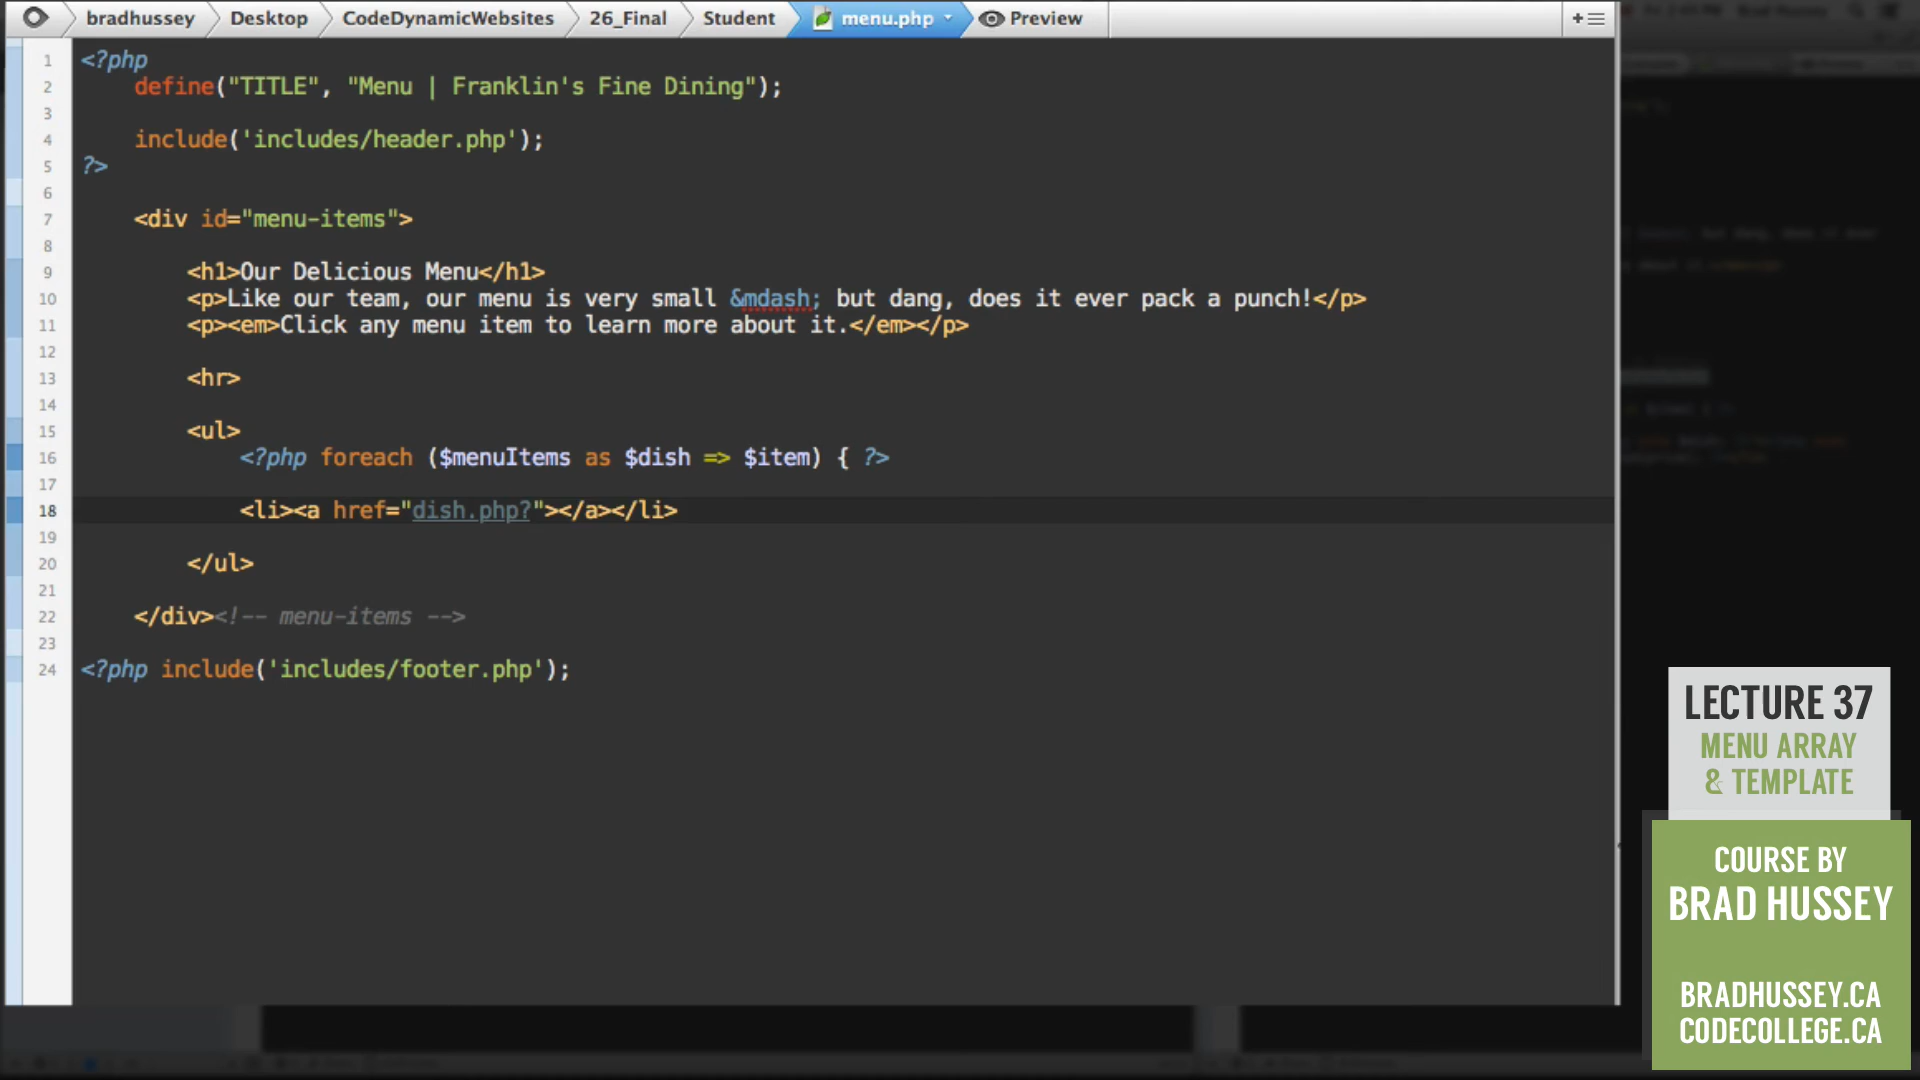 bradhussey Desktop CodeDynamicWebsites 26_Final Student menu.php Preview
1 <?php
2 define("TITLE", "Menu | Franklin's Fine Dining");
3
4 include('includes/header.php');
5 ?>
6
7 <div id="menu-items">
8
9 <h1>Our Delicious Menu</h1>
10 <p>Like our team, our menu is very small &mdash; but dang, does it ever pack a punch!</p>
11 <p><em>Click any menu item to learn more about it.</em></p>
12
13 <hr>
14
15 <ul>
16 <?php foreach ($menuItems as $dish => $item) { ?>
17
18 <li><a href="dish.php?"></a></li>
19
20 </ul>
21
22 </div><!-- menu-items -->
23
24 <?php include('includes/footer.php');
LECTURE 37
MENU ARRAY
& TEMPLATE
COURSE BY
BRAD HUSSEY
BRADHUSSEY.CA
CODECOLLEGE.CA